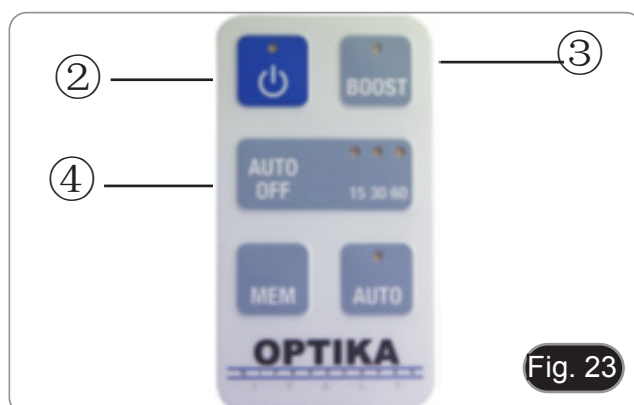 ② ③
BOOST
④ AUTO
OFF 15 30 60
MEM AUTO
OPTIKA
I T A L Y
Fig. 23